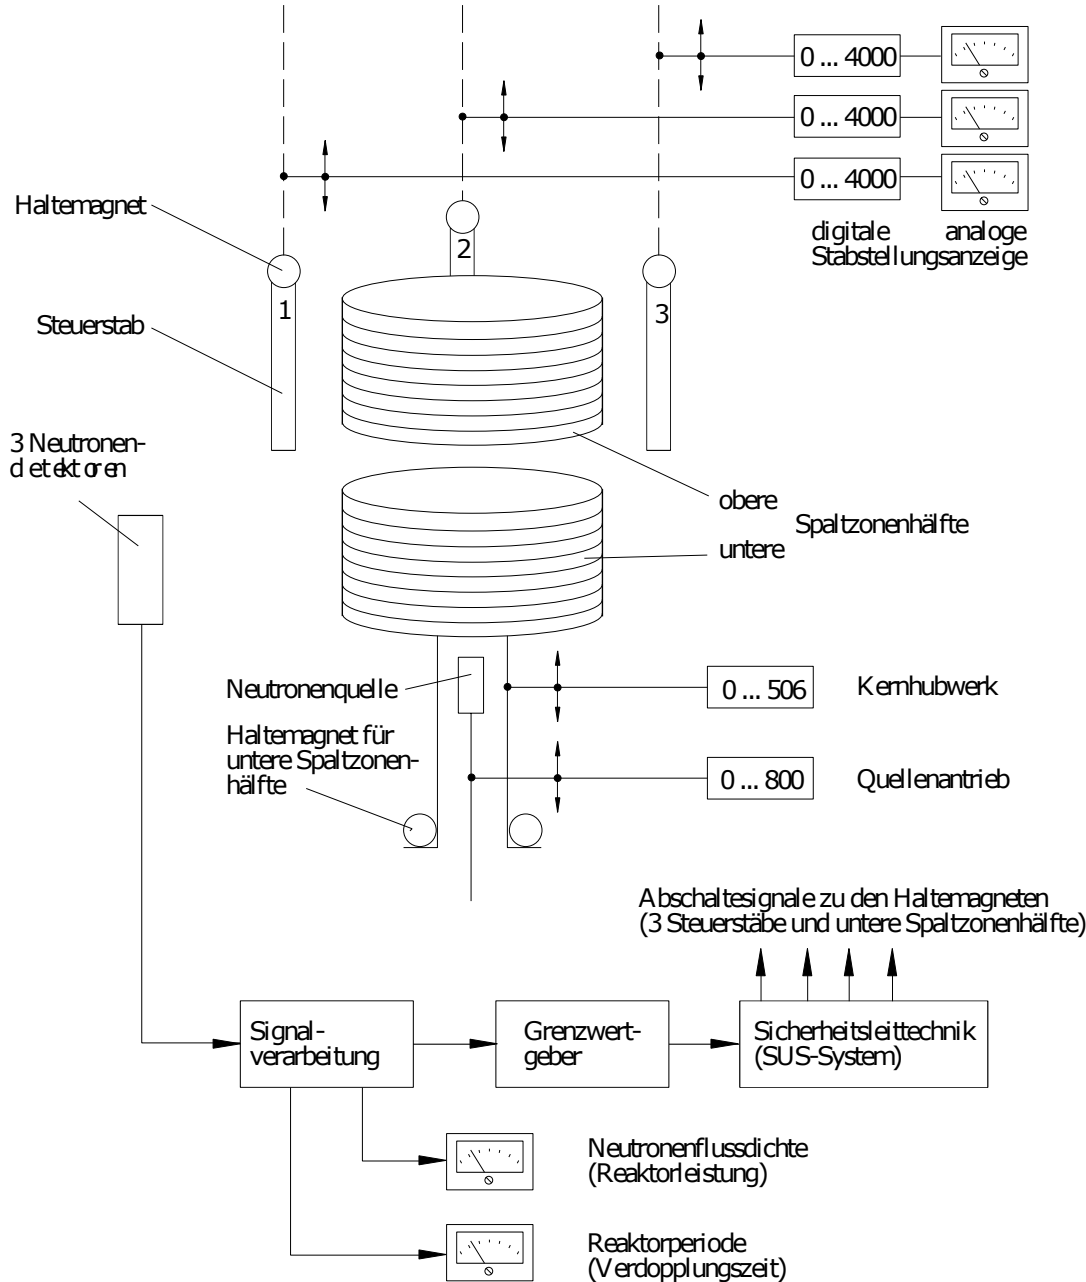 0 ... 4000
0 ... 4000
0 ... 4000
digitale analoge
Stabstellungsanzeige
Haltemagnet
2
1
3
Steuerstab
3 Neutronen-
detektoren
obere
Spaltzonenhälfte
untere
Neutronenquelle
0 ... 506 Kernhubwerk
Haltemagnet für
untere Spaltzonen-
hälfte
0 ... 800 Quellenantrieb
Abschaltesignale zu den Haltemagneten
(3 Steuerstäbe und untere Spaltzonenhälfte)
Signal-
verarbeitung
Grenzwert-
geber
Sicherheitsleittechnik
(SUS-System)
Neutronenflussdichte
(Reaktorleistung)
Reaktorperiode
(Verdopplungszeit)